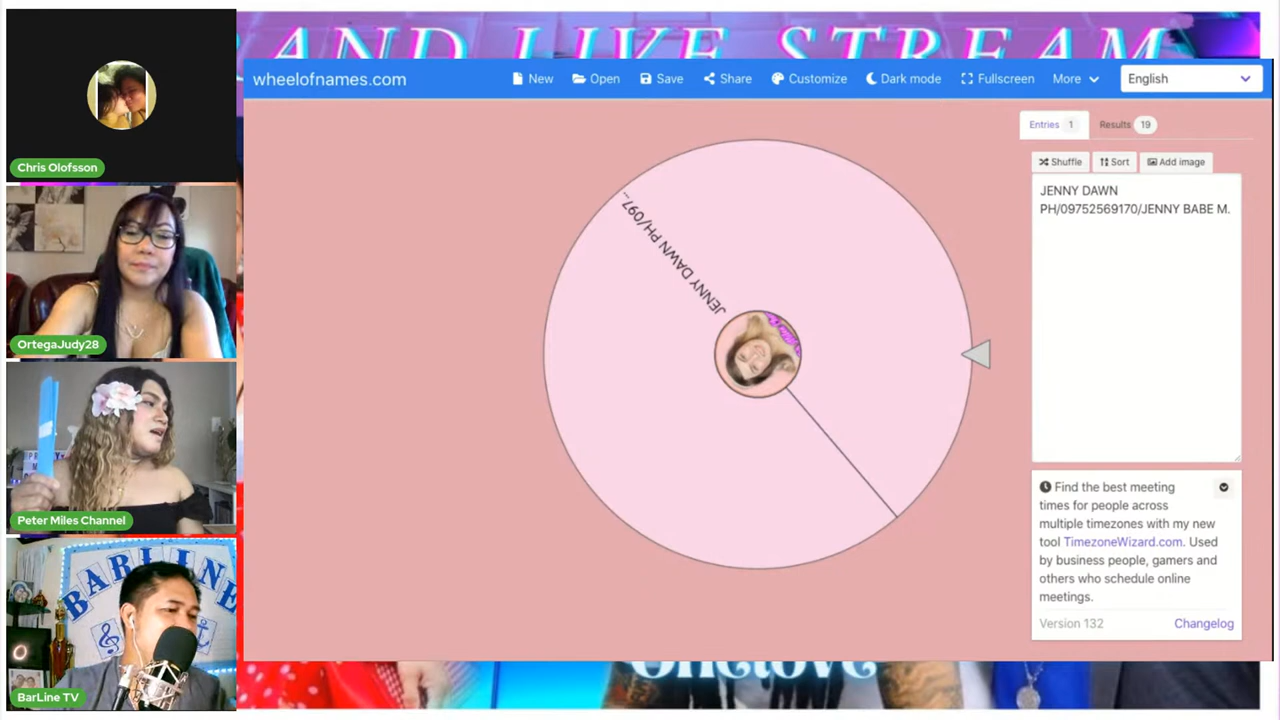 AND LIVE STREAM
wheelofnames.com
New
Open
Save
Share
Customize
Dark mode
Fullscreen
More
English
Entries 1
Results 19
Shuffle
Sort
Add image
JENNY DAWN
PH/09752569170/JENNY BABE M.
JENNY DAWN PH/097...
Find the best meeting
times for people across
multiple timezones with my new
tool TimezoneWizard.com. Used
by business people, gamers and
others who schedule online
meetings.
Version 132
Changelog
Chris Olofsson
OrtegaJudy28
Peter Miles Channel
BARLINE
BarLine TV
Onelove